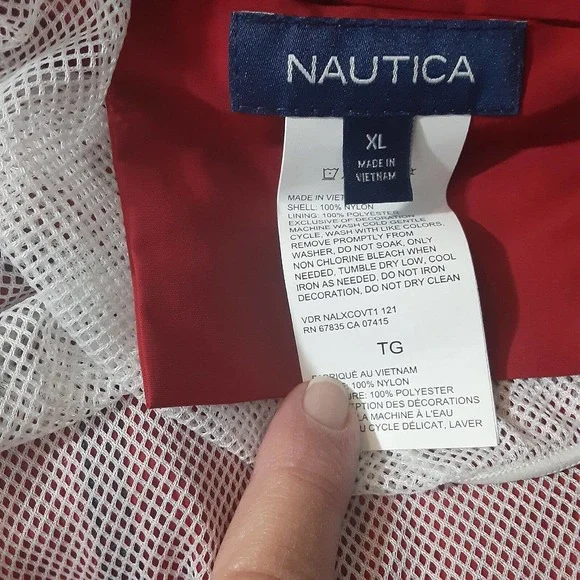 NAUTICA
XL
MADE IN
VIETNAM
MADE IN
SHELL: 100% NYLON
LINING: 100% POLYESTER
EXCLUSIVE OF DECORATION
MACHINE WASH COLD GENTLE
CYCLE, WASH WITH LIKE COLORS,
REMOVE PROMPTLY FROM
WASHER, DO NOT SOAK, ONLY
NON CHLORINE BLEACH WHEN
NEEDED, TUMBLE DRY LOW, COOL
IRON AS NEEDED, DO NOT IRON
DECORATION, DO NOT DRY CLEAN
VDR NALXCOVT1 121
RN 67835 CA 07415
TG
FABRIQUÉ AU VIETNAM
100% NYLON
100% POLYESTER
DES DÉCORATIONS
LA MACHINE À L'EAU
CYCLE DÉLICAT, LAVER